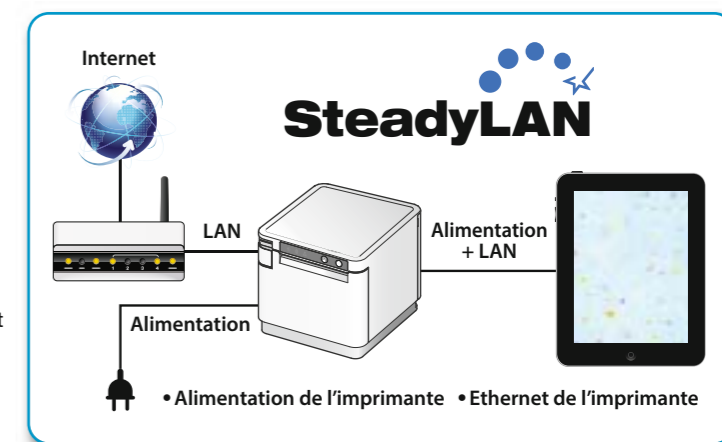 Internet
SteadyLAN
LAN
Alimentation
+ LAN
Alimentation
•Alimentation de l'imprimante •Ethernet de l'imprimante
t